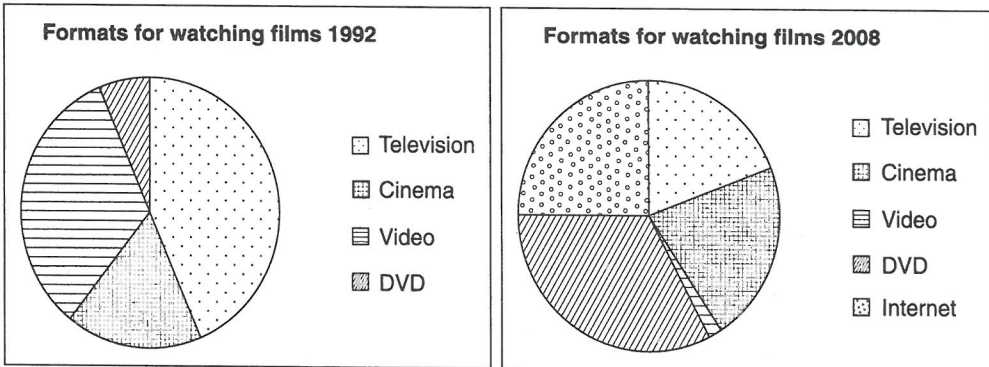 Formats for watching films 1992
Television
Cinema
Video
DVD
Formats for watching films 2008
Television
Cinema
Video
DVD
Internet